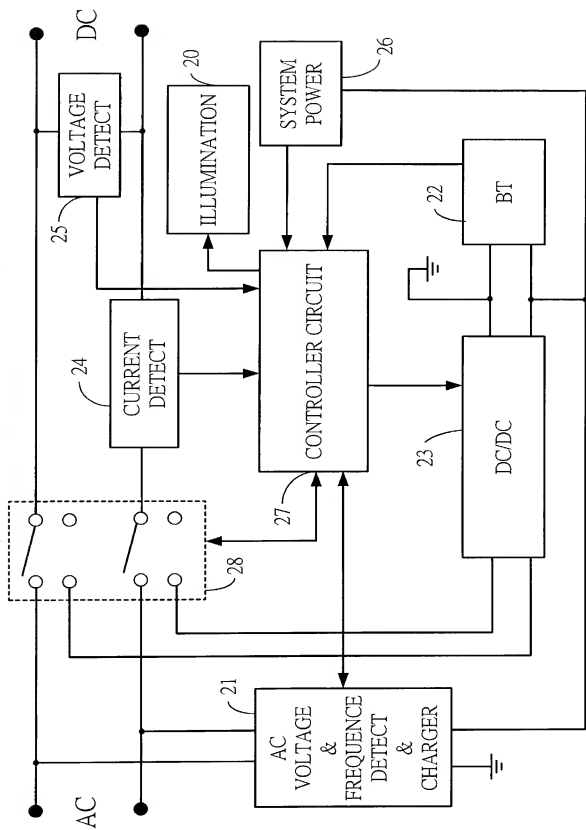 AC
DC
VOLTAGE
DETECT
25
ILLUMINATION
20
SYSTEM
POWER
26
CURRENT
DETECT
24
CONTROLLER CIRCUIT
27
28
BT
22
DC/DC
23
21
AC
VOLTAGE
&
FREQUENCE
DETECT
&
CHARGER